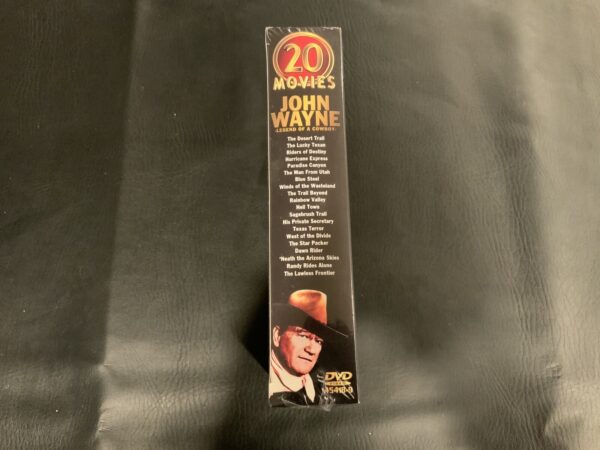 20
MOVIES
JOHN
WAYNE
LEGEND OF A COWBOY
The Desert Trail
The Lucky Texan
Riders of Destiny
Hurricane Express
Paradise Canyon
The Man From Utah
Blue Steel
Winds of the Wasteland
The Trail Beyond
Rainbow Valley
Hell Town
Sagebrush Trail
His Private Secretary
Texas Terror
West of the Divide
The Star Packer
Dawn Rider
'Neath the Arizona Skies
Randy Rides Alone
The Lawless Frontier
DVD
VIDEO
45418-9